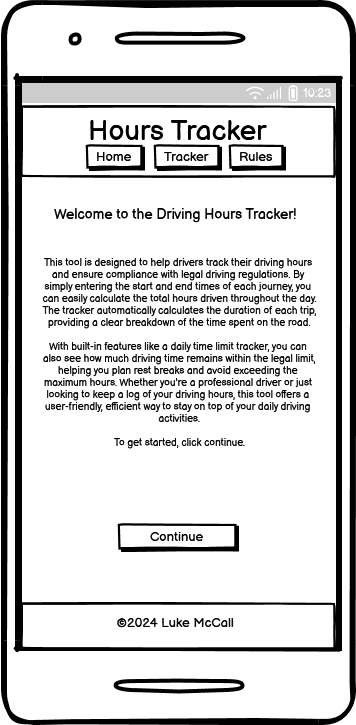 10:23
Hours Tracker
Home Tracker Rules
Welcome to the Driving Hours Tracker!
This tool is designed to help drivers track their driving hours
and ensure compliance with legal driving regulations. By
simply entering the start and end times of each journey, you
can easily calculate the total hours driven throughout the day.
The tracker automatically calculates the duration of each trip,
providing a clear breakdown of the time spent on the road.
With built-in features like a daily time limit tracker, you can
also see how much driving time remains within the legal limit,
helping you plan rest breaks and avoid exceeding the
maximum hours. Whether you're a professional driver or just
looking to keep a log of your driving hours, this tool offers a
user-friendly, efficient way to stay on top of your daily driving
activities.
To get started, click continue.
Continue
©2024 Luke McCall